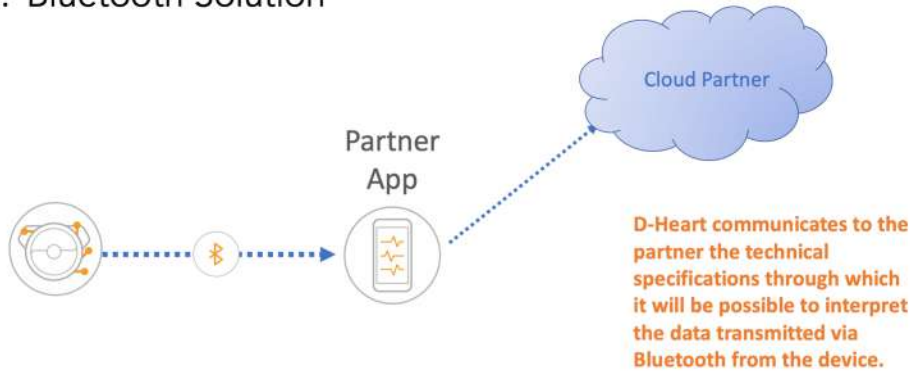 Bluetooth Solution
Cloud Partner
Partner
App
D-Heart communicates to the
partner the technical
specifications through which
it will be possible to interpret
the data transmitted via
Bluetooth from the device.